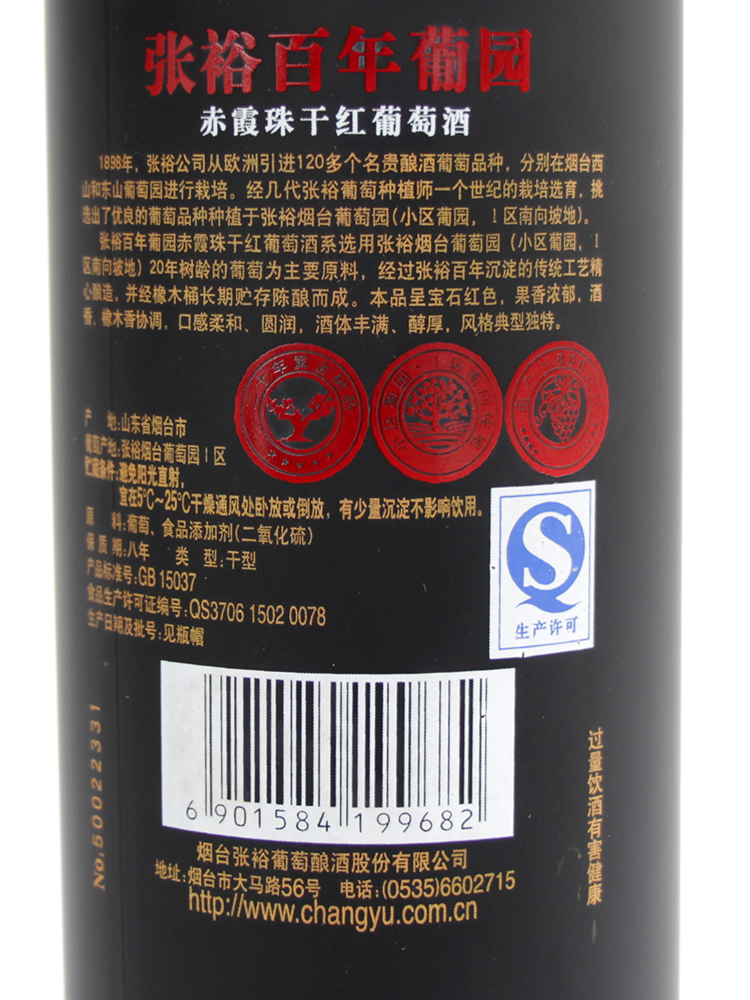 张裕百年葡园
赤霞珠干红葡萄酒
1898年，张裕公司从欧洲引进120多个名贵酿酒葡萄品种，分别在烟台西
山和东山葡萄园进行栽培。经几代张裕葡萄种植师一个世纪的栽培选育，挑
选出了优良的葡萄品种种植于张裕烟台葡萄园(小区葡园，Ⅰ区南向坡地)。
张裕百年葡园赤霞珠干红葡萄酒系选用张裕烟台葡萄园（小区葡园，Ⅰ
区南向坡地）20年树龄的葡萄为主要原料，经过张裕百年沉淀的传统工艺精
心酿造，并经橡木桶长期贮存陈酿而成。本品呈宝石红色，果香浓郁，酒
香、橡木香协调，口感柔和、圆润，酒体丰满、醇厚，风格典型独特。
产 地:山东省烟台市
葡萄产地:张裕烟台葡萄园Ⅰ区
贮藏条件:避免阳光直射，
宜在5℃~25℃干燥通风处卧放或倒放，有少量沉淀不影响饮用。
原 料:葡萄、食品添加剂(二氧化硫)
保 质 期:八年 类 型:干型
产品标准号:GB 15037
食品生产许可证编号:QS3706 1502 0078
生产日期及批号:见瓶帽
生产许可
6 901584 199682
No.50022331
过量饮酒有害健康
烟台张裕葡萄酿酒股份有限公司
地址:烟台市大马路56号 电话:(0535)6602715
http://www.changyu.com.cn